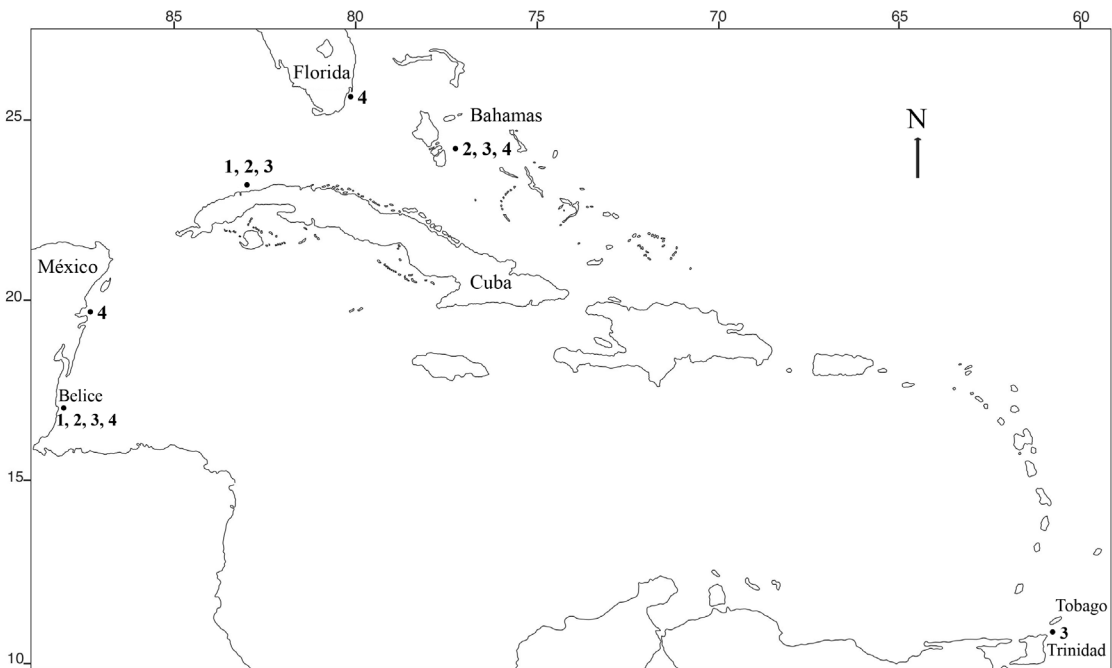 85 80 75 70 65 60
Florida
4
25
Bahamas
N
2, 3, 4
1, 2, 3
México
Cuba
20
4
Belice
1, 2, 3, 4
15
Tobago
3
Trinidad
10